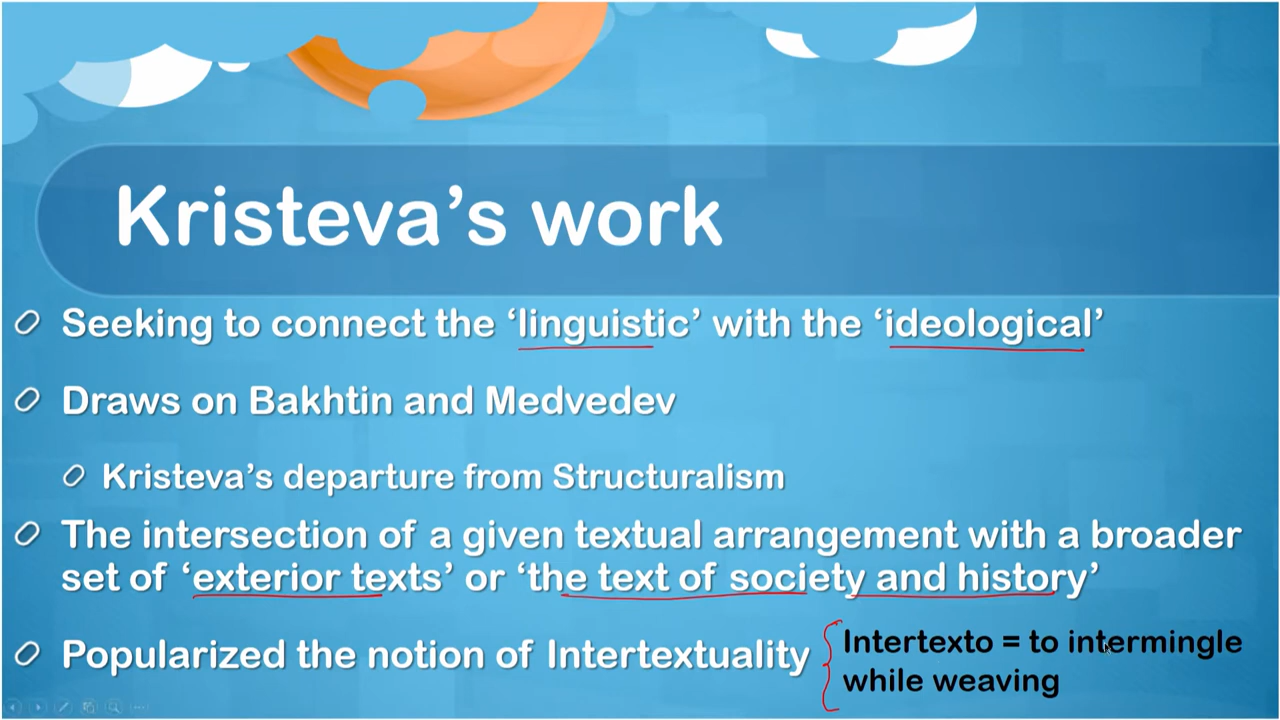 Kristeva’s work
Seeking to connect the ‘linguistic’ with the ‘ideological’
Draws on Bakhtin and Medvedev
Kristeva’s departure from Structuralism
The intersection of a given textual arrangement with a broader
set of ‘exterior texts’ or ‘the text of society and history’
Popularized the notion of Intertextuality
Intertexto = to intermingle
while weaving